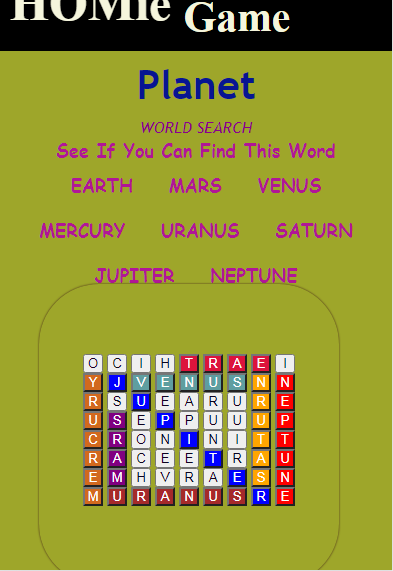 HOMie Game
Planet
WORLD SEARCH
See If You Can Find This Word
EARTH MARS VENUS
MERCURY URANUS SATURN
JUPITER NEPTUNE
O C I H T R A E I
Y J V E N U S N N
R S U E A R U R E
U S E P P U U U P
C R O N I N I T T
R A C E E T R A U
E M H V R A E S N
M U R A N U S R E